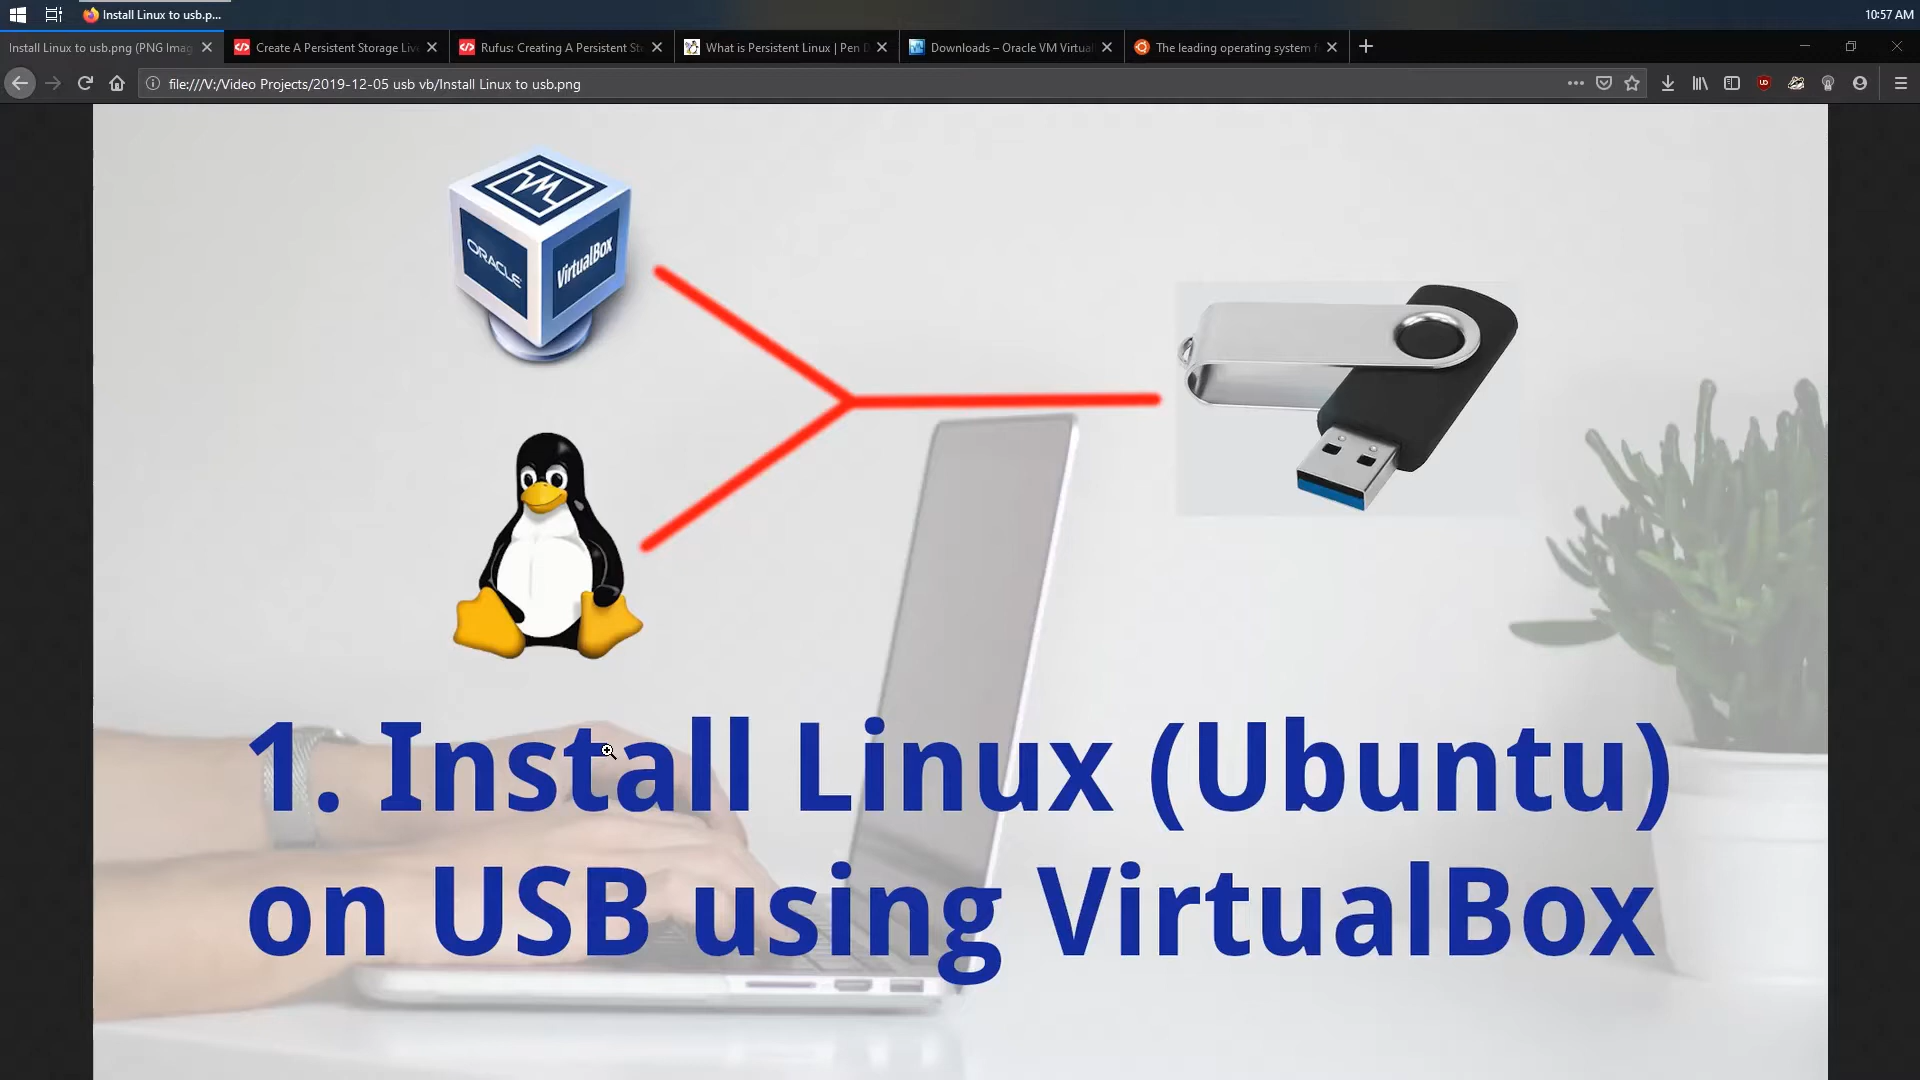 Install Linux to usb.p...
10:57 AM
Install Linux to usb.png (PNG Imag
Create A Persistent Storage Live
Rufus: Creating A Persistent St
What is Persistent Linux | Pen D
Downloads – Oracle VM Virtual
The leading operating system f
file:///V:/Video Projects/2019-12-05 usb vb/Install Linux to usb.png
ORACLE
VirtualBox
1. Install Linux (Ubuntu)
on USB using VirtualBox